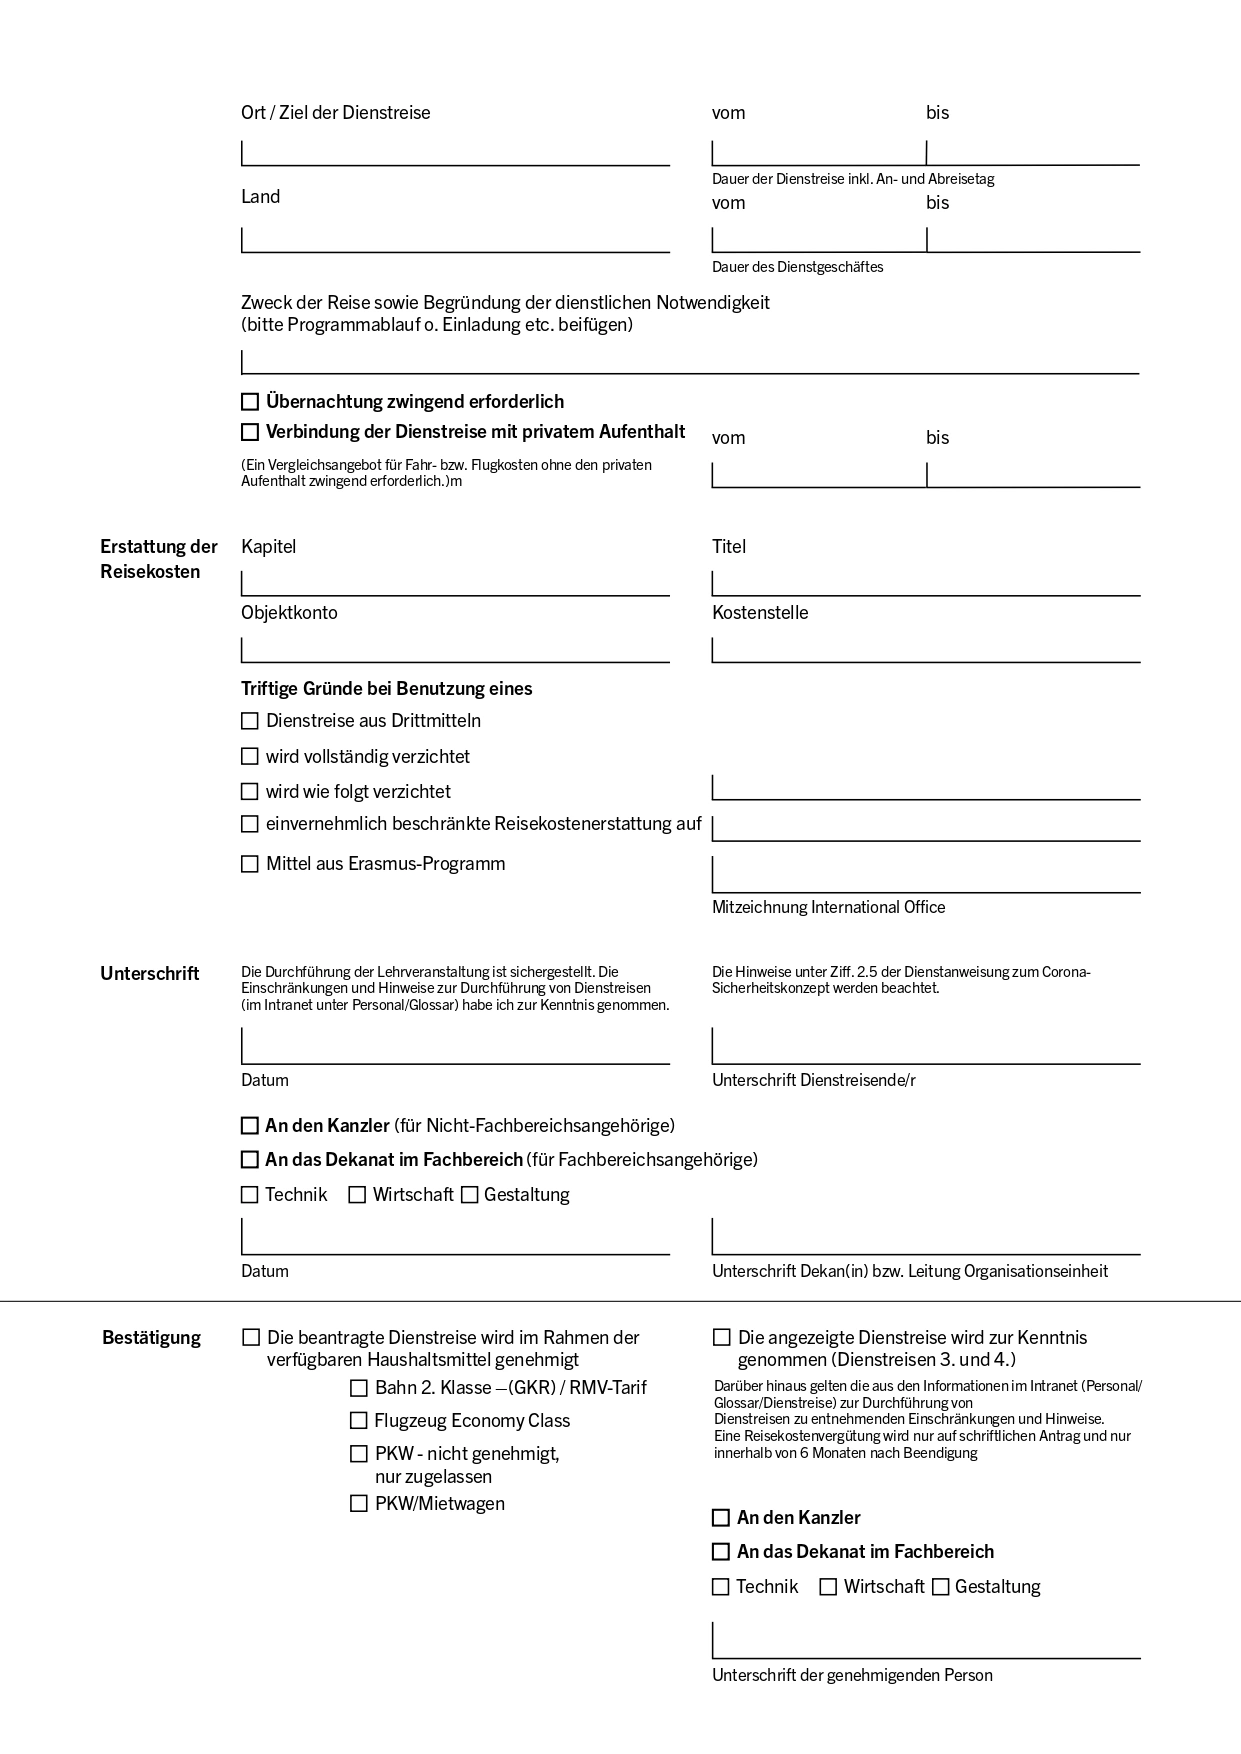 Ort / Ziel der Dienstreise
vom bis
Dauer der Dienstreise inkl. An- und Abreisetag
Land
vom bis
Dauer des Dienstgeschäftes
Zweck der Reise sowie Begründung der dienstlichen Notwendigkeit
(bitte Programmablauf o. Einladung etc. beifügen)
Übernachtung zwingend erforderlich
Verbindung der Dienstreise mit privatem Aufenthalt
vom bis
(Ein Vergleichsangebot für Fahr- bzw. Flugkosten ohne den privaten
Aufenthalt zwingend erforderlich.)m
Erstattung der
Reisekosten
Kapitel
Titel
Objektkonto
Kostenstelle
Triftige Gründe bei Benutzung eines
Dienstreise aus Drittmitteln
wird vollständig verzichtet
wird wie folgt verzichtet
einvernehmlich beschränkte Reisekostenerstattung auf
Mittel aus Erasmus-Programm
Mitzeichnung International Office
Unterschrift
Die Durchführung der Lehrveranstaltung ist sichergestellt. Die
Einschränkungen und Hinweise zur Durchführung von Dienstreisen
(im Intranet unter Personal/Glossar) habe ich zur Kenntnis genommen.
Die Hinweise unter Ziff. 2.5 der Dienstanweisung zum Corona-
Sicherheitskonzept werden beachtet.
Datum
Unterschrift Dienstreisende/r
An den Kanzler (für Nicht-Fachbereichsangehörige)
An das Dekanat im Fachbereich (für Fachbereichsangehörige)
Technik Wirtschaft Gestaltung
Datum
Unterschrift Dekan(in) bzw. Leitung Organisationseinheit
Bestätigung
Die beantragte Dienstreise wird im Rahmen der
verfügbaren Haushaltsmittel genehmigt
Bahn 2. Klasse –(GKR) / RMV-Tarif
Flugzeug Economy Class
PKW - nicht genehmigt,
nur zugelassen
PKW/Mietwagen
Die angezeigte Dienstreise wird zur Kenntnis
genommen (Dienstreisen 3. und 4.)
Darüber hinaus gelten die aus den Informationen im Intranet (Personal/
Glossar/Dienstreise) zur Durchführung von
Dienstreisen zu entnehmenden Einschränkungen und Hinweise.
Eine Reisekostenvergütung wird nur auf schriftlichen Antrag und nur
innerhalb von 6 Monaten nach Beendigung
An den Kanzler
An das Dekanat im Fachbereich
Technik Wirtschaft Gestaltung
Unterschrift der genehmigenden Person